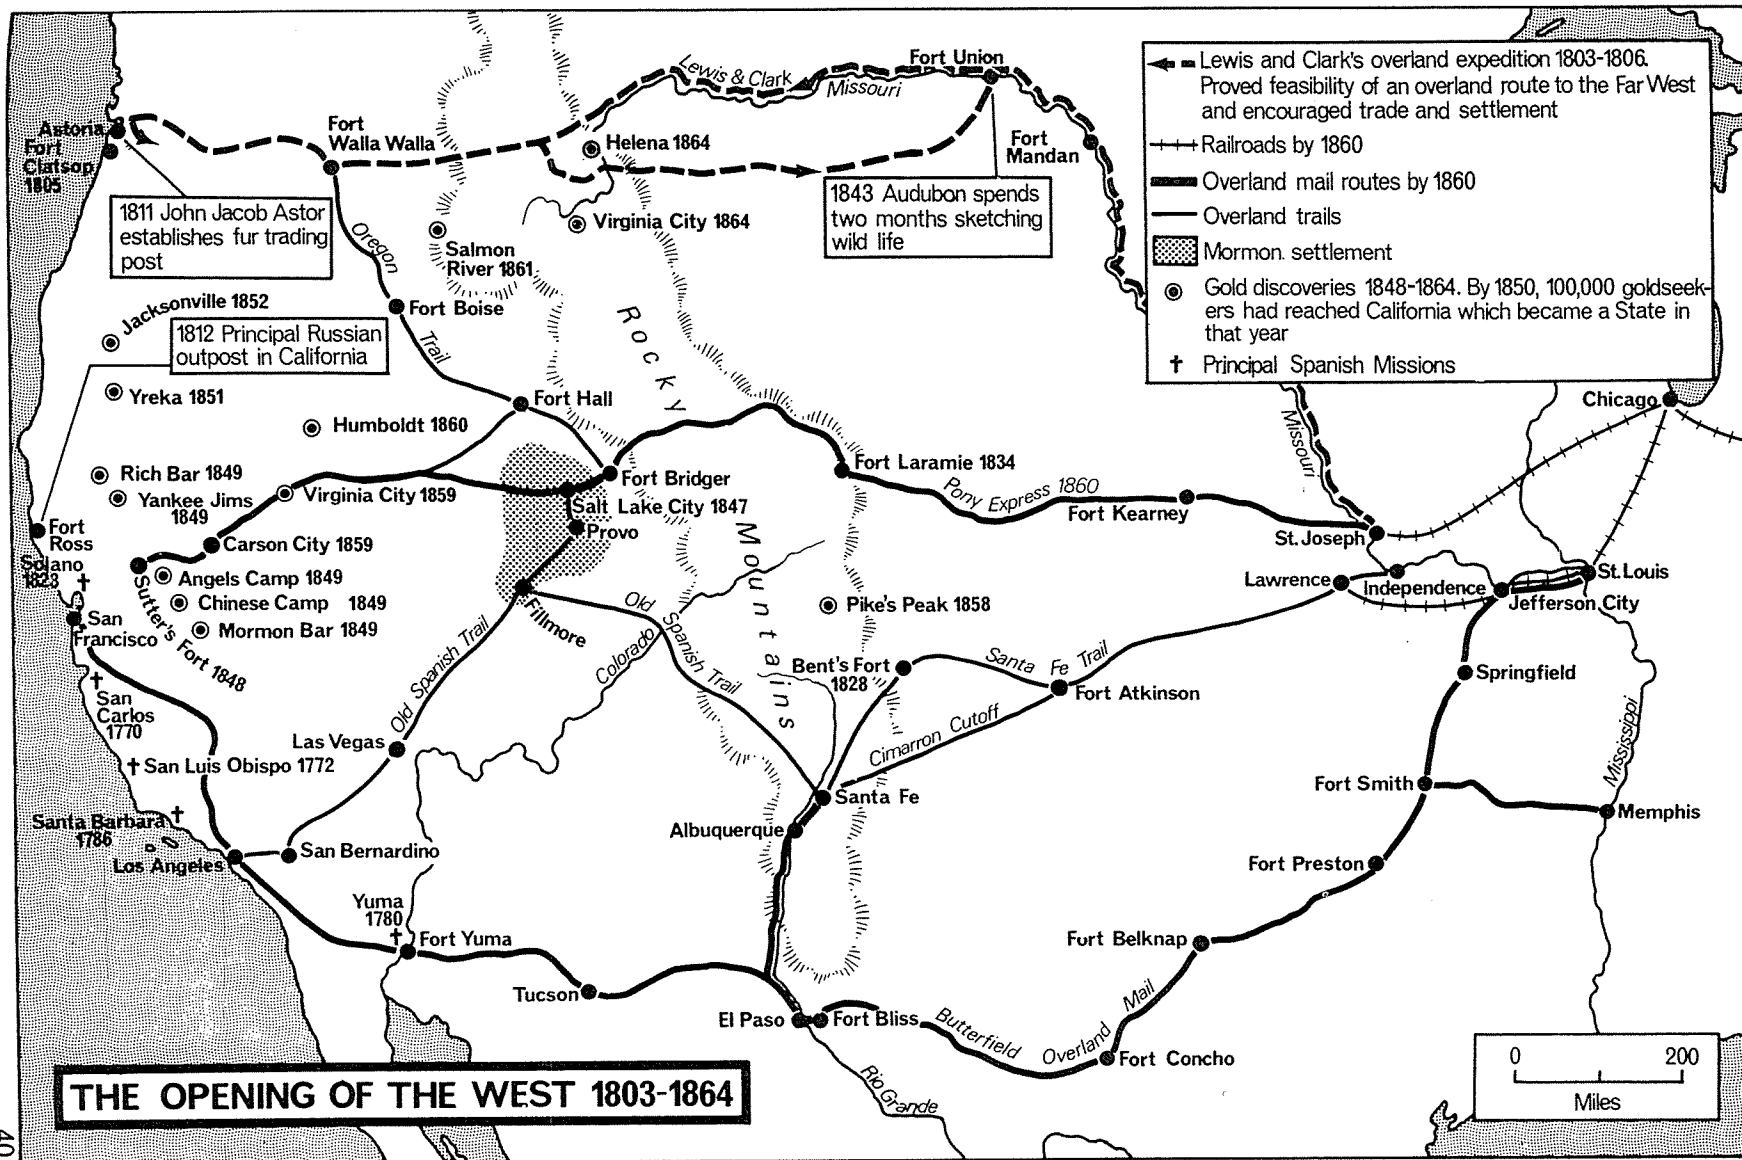 Lewis & Clark
Missouri
Fort Union
Lewis and Clark's overland expedition 1803-1806.
Proved feasibility of an overland route to the Far West
and encouraged trade and settlement
Railroads by 1860
Overland mail routes by 1860
Overland trails
Mormon. settlement
Gold discoveries 1848-1864. By 1850, 100,000 goldseek-
ers had reached California which became a State in
that year
Principal Spanish Missions
Astoria
Fort
Clatsop
1805
Fort
Walla Walla
Helena 1864
Fort
Mandan
1811 John Jacob Astor
establishes fur trading
post
1843 Audubon spends
two months sketching
wild life
Virginia City 1864
Oregon
Trail
Salmon
River 1861
Fort Boise
Jacksonville 1852
1812 Principal Russian
outpost in California
Rocky
Mountains
Yreka 1851
Fort Hall
Humboldt 1860
Chicago
Missouri
Rich Bar 1849
Yankee Jims
1849
Virginia City 1859
Fort Bridger
Fort Laramie 1834
Pony Express 1860
Fort Kearney
Salt Lake City 1847
Provo
Fort
Ross
Carson City 1859
St. Joseph
Solano
1823
Angels Camp 1849
Chinese Camp 1849
Mormon Bar 1849
Sutter's Fort 1848
Fillmore
Old Spanish Trail
Colorado
Pike's Peak 1858
Lawrence
Independence
St. Louis
Jefferson City
San
Francisco
Old Spanish Trail
Bent's Fort
1828
Santa Fe Trail
Fort Atkinson
Springfield
San
Carlos
1770
Las Vegas
Cimarron Cutoff
Mississippi
San Luis Obispo 1772
Santa Fe
Fort Smith
Memphis
Santa Barbara
1786
Albuquerque
Los Angeles
San Bernardino
Fort Preston
Yuma
1780
Fort Yuma
Fort Belknap
Tucson
El Paso
Fort Bliss
Butterfield Overland Mail
Fort Concho
Rio Grande
THE OPENING OF THE WEST 1803-1864
0 200
Miles
40